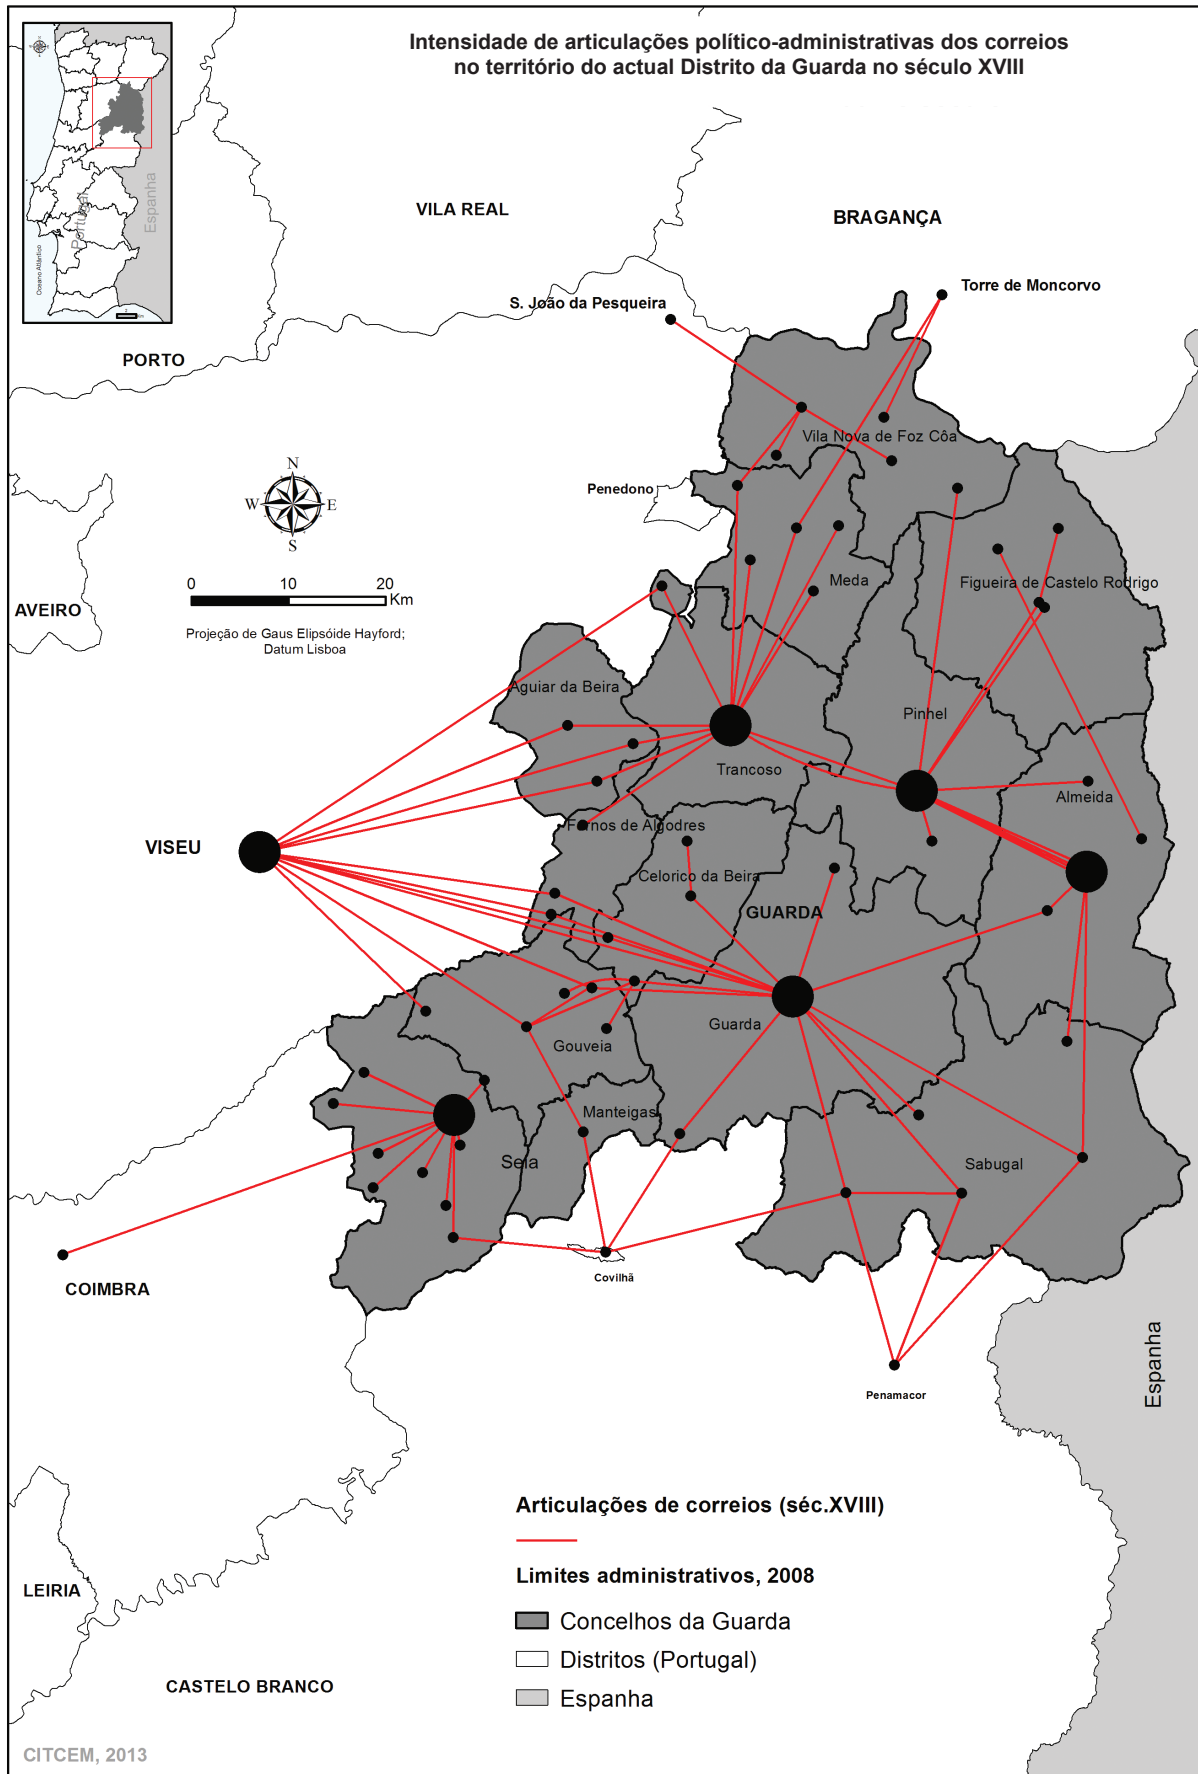 Intensidade de articulações político-administrativas dos correios
no território do actual Distrito da Guarda no século XVIII
Portugal
Espanha
Oceano Atlântico
VILA REAL
BRAGANÇA
Torre de Moncorvo
S. João da Pesqueira
PORTO
Vila Nova de Foz Côa
N
W
E
S
Penedono
0
10
20
Km
Meda
Figueira de Castelo Rodrigo
AVEIRO
Projeção de Gaus Elipsóide Hayford;
Datum Lisboa
Aguiar da Beira
Pinhel
Trancoso
Almeida
Fornos de Algodres
VISEU
Celorico da Beira
GUARDA
Guarda
Gouveia
Manteigas
Seia
Sabugal
Covilhã
COIMBRA
Penamacor
Espanha
Articulações de correios (séc.XVIII)
Limites administrativos, 2008
LEIRIA
Concelhos da Guarda
Distritos (Portugal)
Espanha
CASTELO BRANCO
CITCEM, 2013